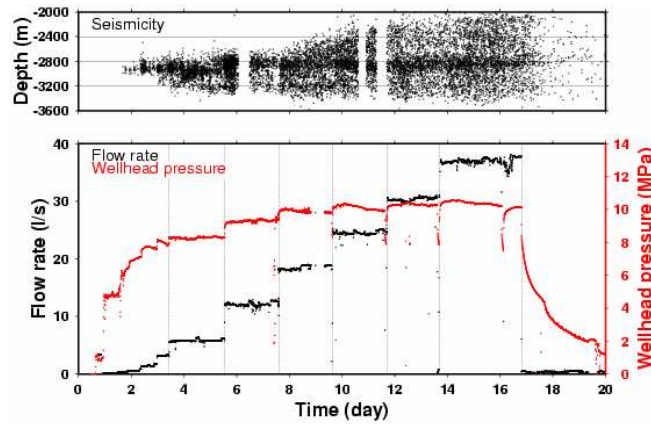 Seismicity
Depth (m)
-2000
-2400
-2800
-3200
-3600
Flow rate
Wellhead pressure
Flow rate (l/s)
40
30
20
10
0
Wellhead pressure (MPa)
14
12
10
8
6
4
2
0
0 2 4 6 8 10 12 14 16 18 20
Time (day)